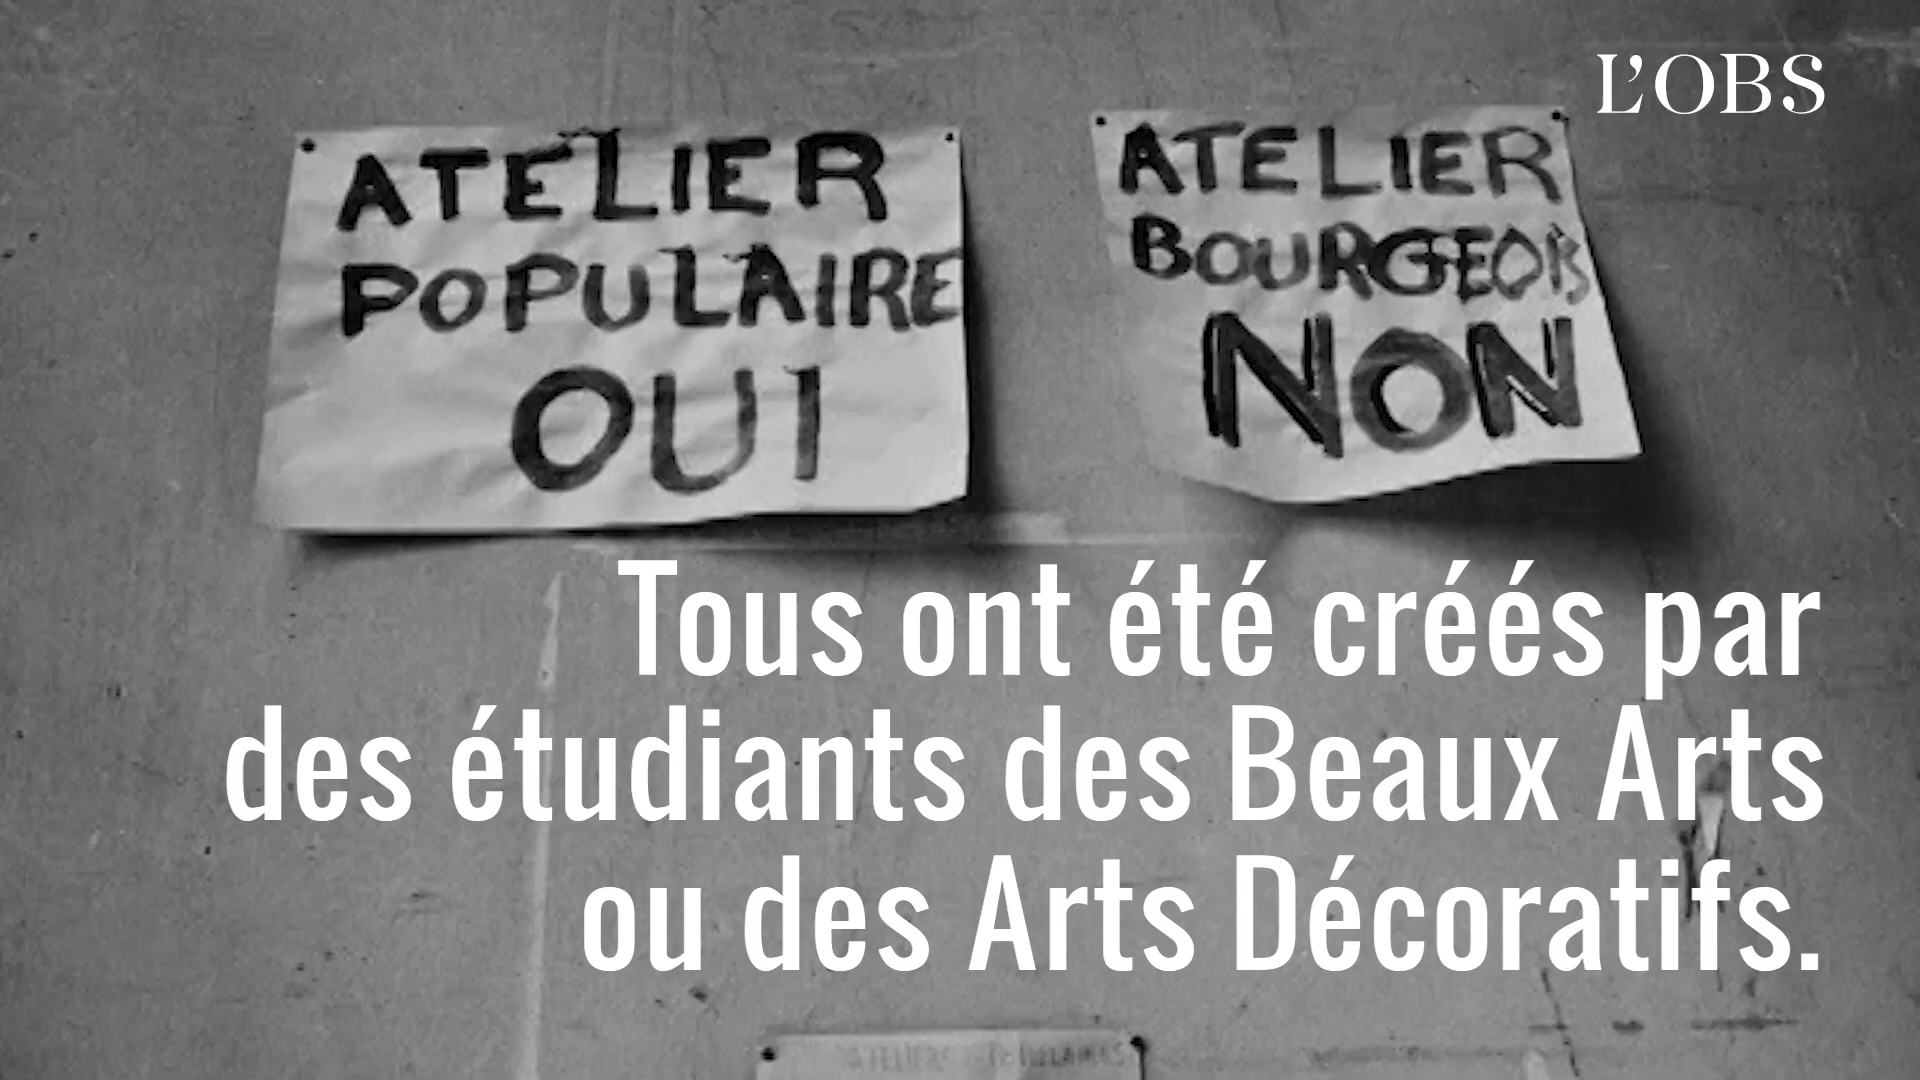 L'OBS
ATELIER
POPULAIRE
OUI
ATELIER
BOURGEOIS
NON
Tous ont été créés par
des étudiants des Beaux Arts
ou des Arts Décoratifs.